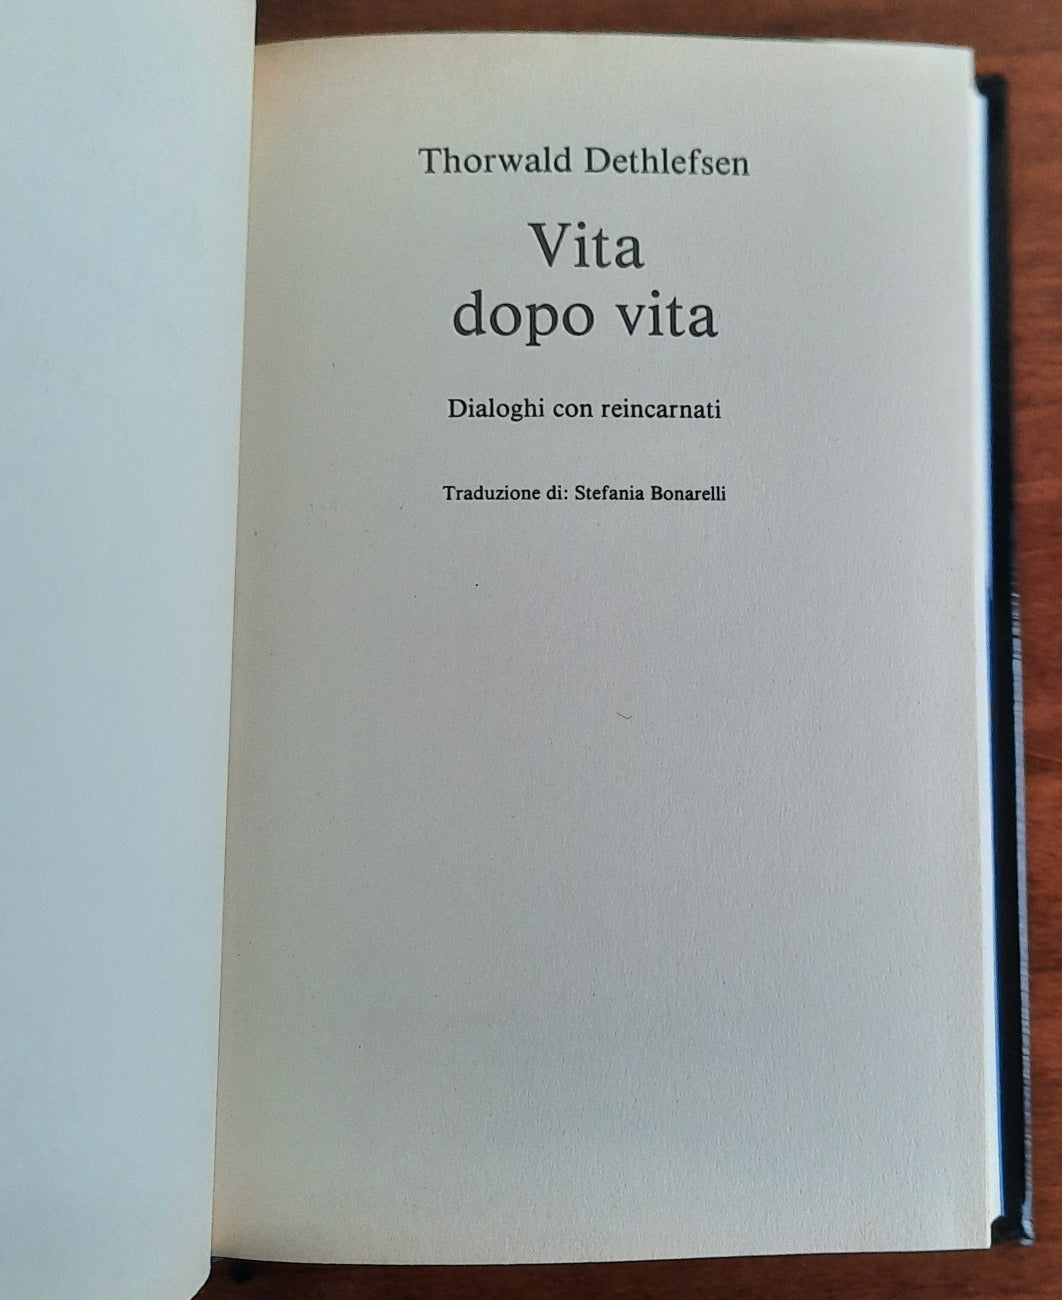 Thorwald Dethlefsen
Vita
dopo vita
Dialoghi con reincarnati
Traduzione di: Stefania Bonarelli